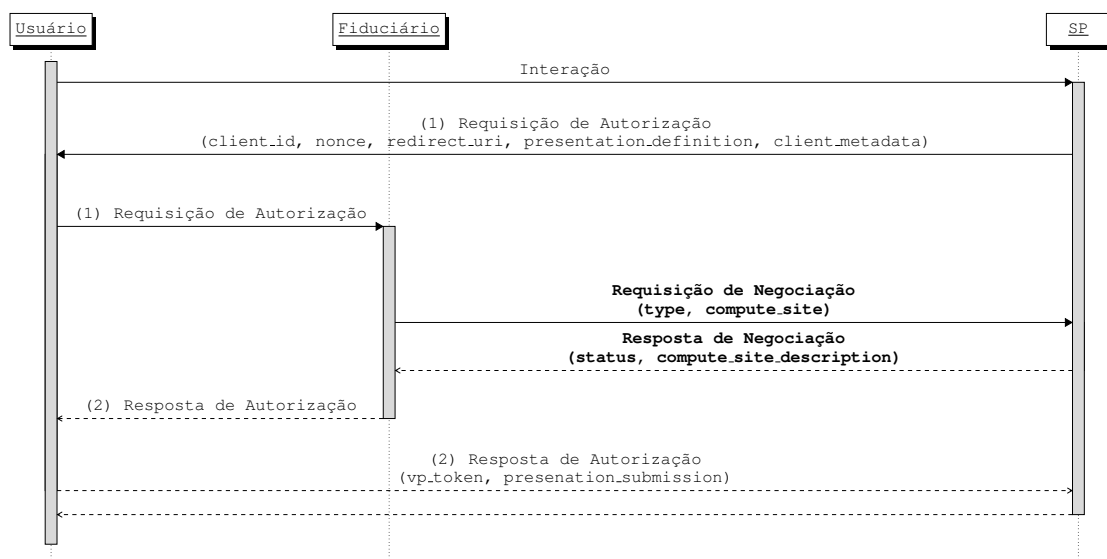 Usuário
Fiduciário
SP
Interação
(1) Requisição de Autorização
(client_id, nonce, redirect_uri, presentation_definition, client_metadata)
(1) Requisição de Autorização
Requisição de Negociação
(type, compute_site)
Resposta de Negociação
(status, compute_site_description)
(2) Resposta de Autorização
(2) Resposta de Autorização
(vp_token, presenation_submission)